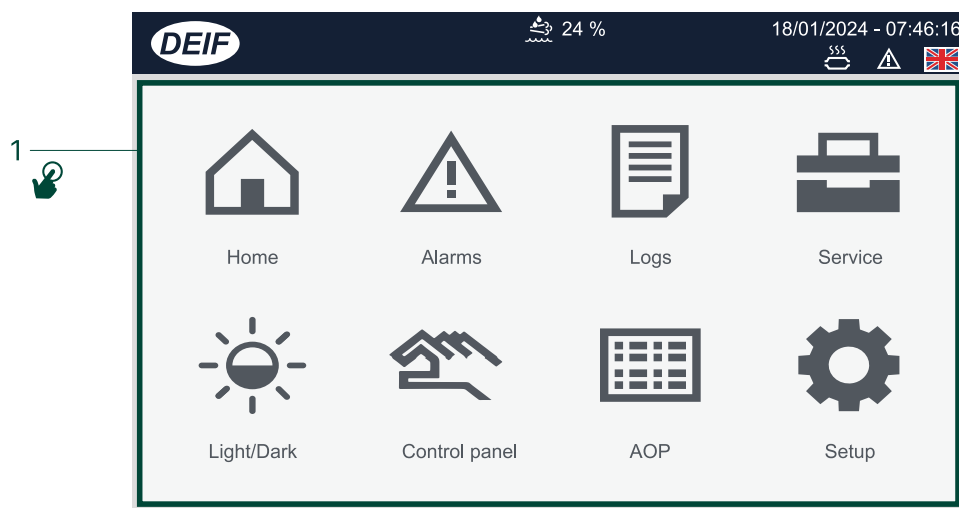 DEIF
24 %
18/01/2024 - 07:46:16
1
Home
Alarms
Logs
Service
Light/Dark
Control panel
AOP
Setup